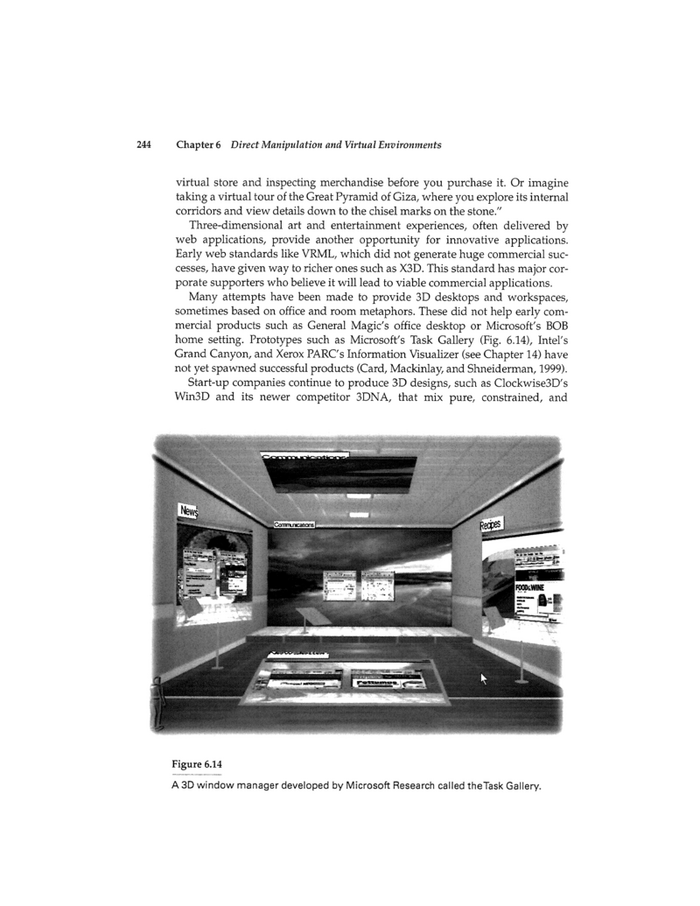 244 Chapter 6 Direct Manipulation and Virtual Environments
virtual store and inspecting merchandise before you purchase it. Or imagine
taking a virtual tour of the Great Pyramid of Giza, where you explore its internal
corridors and view details down to the chisel marks on the stone."
Three-dimensional art and entertainment experiences, often delivered by
web applications, provide another opportunity for innovative applications.
Early web standards like VRML, which did not generate huge commercial suc-
cesses, have given way to richer ones such as X3D. This standard has major cor-
porate supporters who believe it will lead to viable commercial applications.
Many attempts have been made to provide 3D desktops and workspaces,
sometimes based on office and room metaphors. These did not help early com-
mercial products such as General Magic's office desktop or Microsoft's BOB
home setting. Prototypes such as Microsoft's Task Gallery (Fig. 6.14), Intel's
Grand Canyon, and Xerox PARC's Information Visualizer (see Chapter 14) have
not yet spawned successful products (Card, Mackinlay, and Shneiderman, 1999).
Start-up companies continue to produce 3D designs, such as Clockwise3D's
Win3D and its newer competitor 3DNA, that mix pure, constrained, and
Communications
News
Communications
Recipes
FOOD&WINE
Figure 6.14
A 3D window manager developed by Microsoft Research called theTask Gallery.